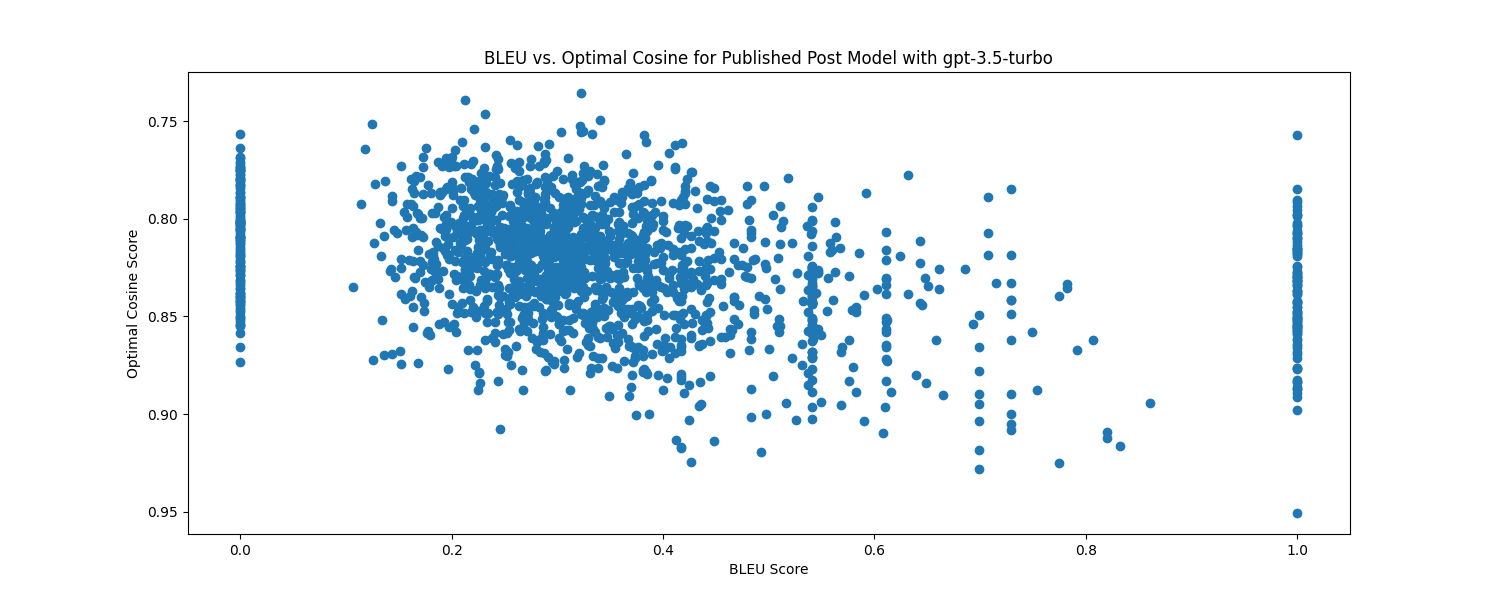 BLEU vs. Optimal Cosine for Published Post Model with gpt-3.5-turbo
Optimal Cosine Score
0.75
0.80
0.85
0.90
0.95
0.0 0.2 0.4 0.6 0.8 1.0
BLEU Score